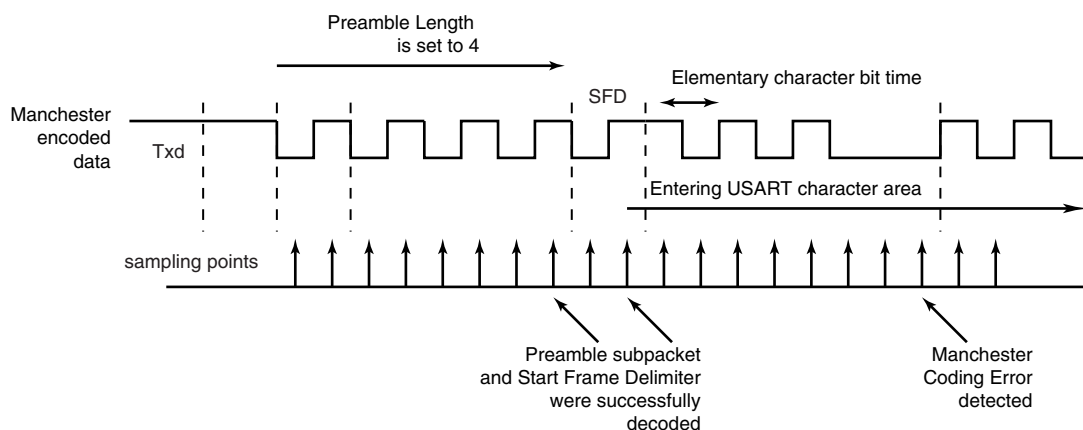 Preamble Length
is set to 4
Elementary character bit time
SFD
Manchester
encoded
data
Txd
Entering USART character area
sampling points
Preamble subpacket
and Start Frame Delimiter
were successfully
decoded
Manchester
Coding Error
detected